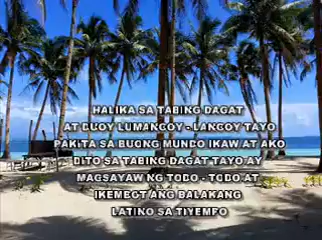 HALIKA SA TABING DAGAT
AT DUOY LUMANGOY - LANGOY TAYO
PAKITA SA BUONG MUNDO IKAW AT AKO
DITO SA TABING DAGAT TAYO AY
MAGSAYAW NG TODO - TODO AT
IKEMBOT ANG BALAKANG
LATINO SA TIYEMPO